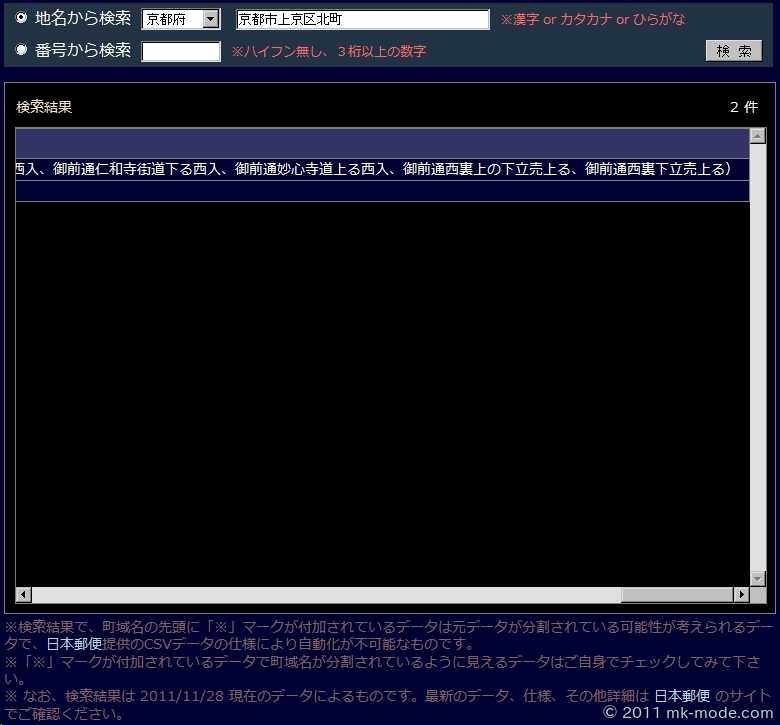 地名から検索 京都府 京都市上京区北町 ※漢字 or カタカナ or ひらがな
番号から検索 ※ハイフン無し、３桁以上の数字 検 索
検索結果 2 件
西入、御前通仁和寺街道下る西入、御前通妙心寺道上る西入、御前通西裏上の下立売上る、御前通西裏下立売上る）
※検索結果で、町域名の先頭に「※」マークが付加されているデータは元データが分割されている可能性が考えられるデー
タで、日本郵便提供のCSVデータの仕様により自動化が不可能なものです。
※「※」マークが付加されているデータで町域名が分割されているように見えるデータはご自身でチェックしてみて下さ
い。
※ なお、検索結果は 2011/11/28 現在のデータによるものです。最新のデータ、仕様、その他詳細は 日本郵便 のサイト
でご確認ください。
© 2011 mk-mode.com